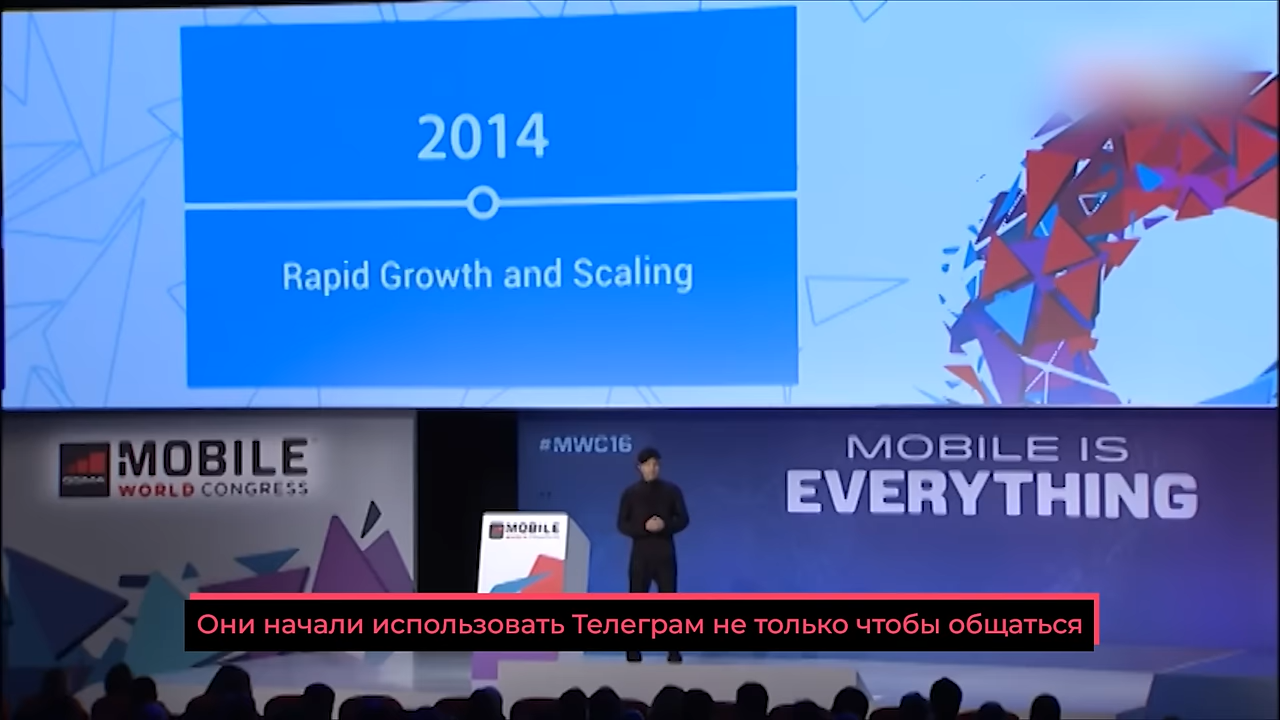 2014
Rapid Growth and Scaling
MOBILE
WORLD CONGRESS
GSMA
#MWC16
MOBILE IS
EVERYTHING
MOBILE
Они начали использовать Телеграм не только чтобы общаться